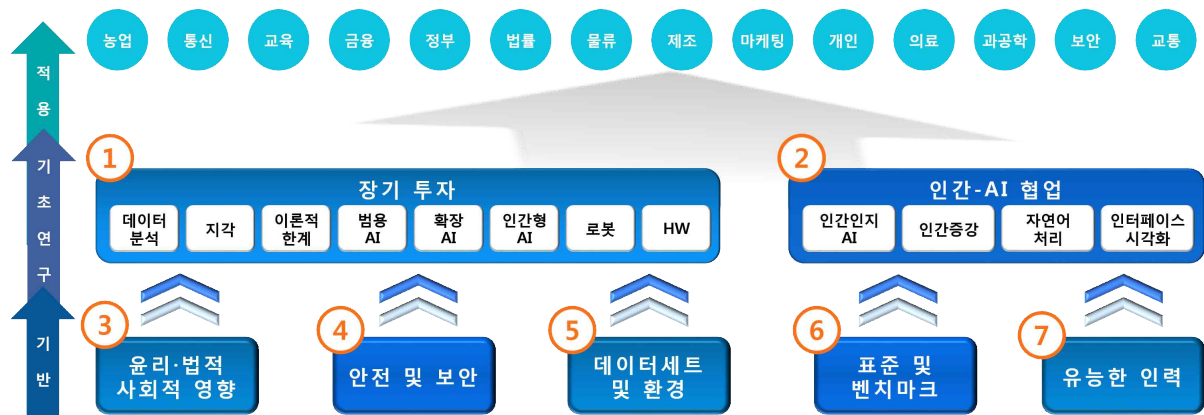 농업 통신 교육 금융 정부 법률 물류 제조 마케팅 개인 의료 과공학 보안 교통
적용
기초연구
기반
1
장기 투자
데이터
분석
지각
이론적
한계
범용
AI
확장
AI
인간형
AI
로봇
HW
2
인간-AI 협업
인간인지
AI
인간증강
자연어
처리
인터페이스
시각화
3
윤리·법적
사회적 영향
4
안전 및 보안
5
데이터세트
및 환경
6
표준 및
벤치마크
7
유능한 인력